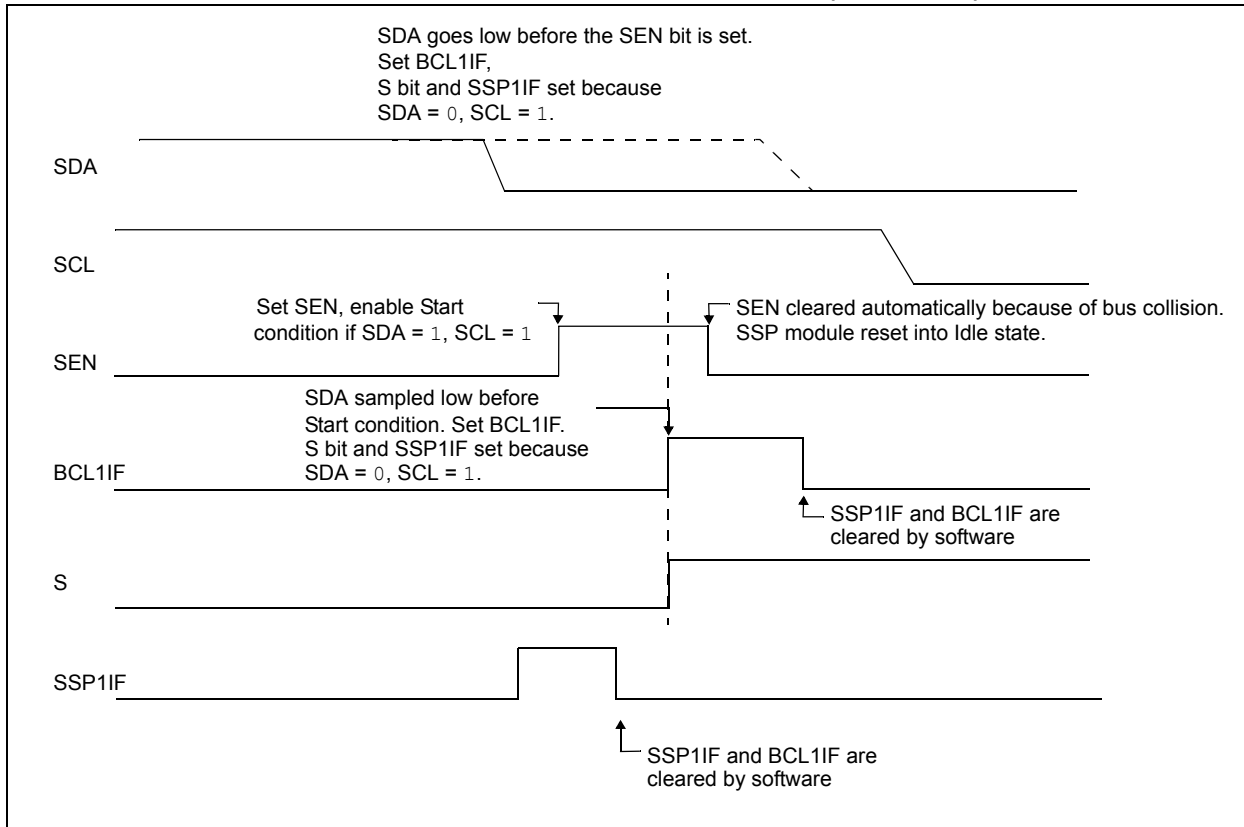 SDA goes low before the SEN bit is set.
Set BCL1IF,
S bit and SSP1IF set because
SDA = 0, SCL = 1.
SDA
SCL
Set SEN, enable Start
condition if SDA = 1, SCL = 1
SEN cleared automatically because of bus collision.
SSP module reset into Idle state.
SEN
SDA sampled low before
Start condition. Set BCL1IF.
S bit and SSP1IF set because
SDA = 0, SCL = 1.
BCL1IF
SSP1IF and BCL1IF are
cleared by software
S
SSP1IF
SSP1IF and BCL1IF are
cleared by software